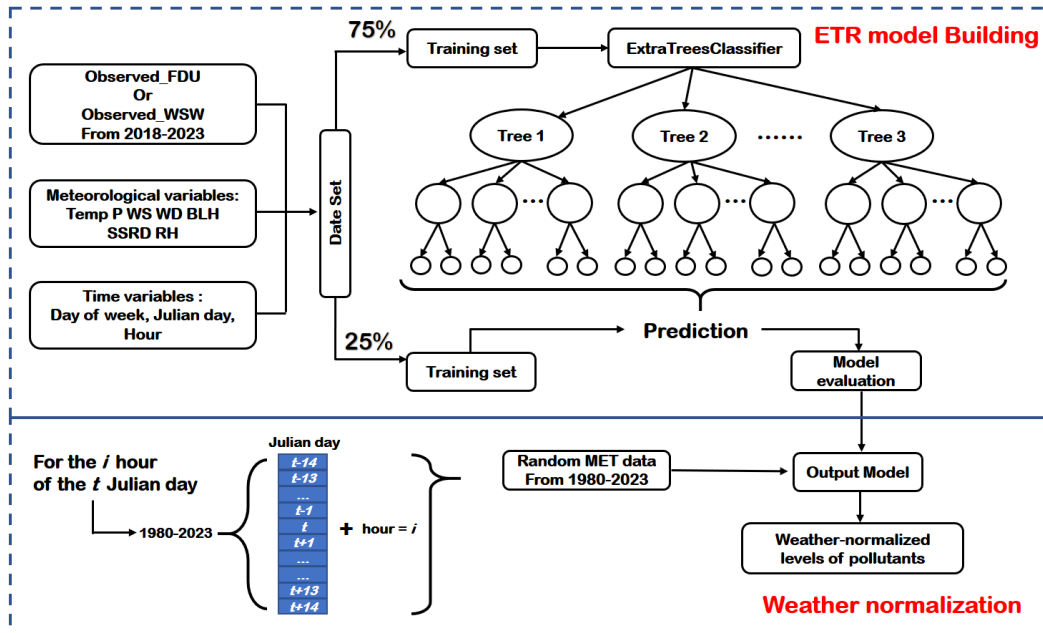 75%
Training set
ExtraTreesClassifier
ETR model Building
Observed_FDU
Or
Observed_WSW
From 2018-2023
Meteorological variables:
Temp P WS WD BLH
SSRD RH
Time variables :
Day of week, Julian day,
Hour
Date Set
Tree 1
Tree 2
......
Tree 3
...
...
...
25%
Training set
Prediction
Model
evaluation
For the i hour
of the t Julian day
1980-2023
Julian day
t-14
t-13
...
t-1
t
t+1
...
...
t+13
t+14
+ hour = i
Random MET data
From 1980-2023
Output Model
Weather-normalized
levels of pollutants
Weather normalization